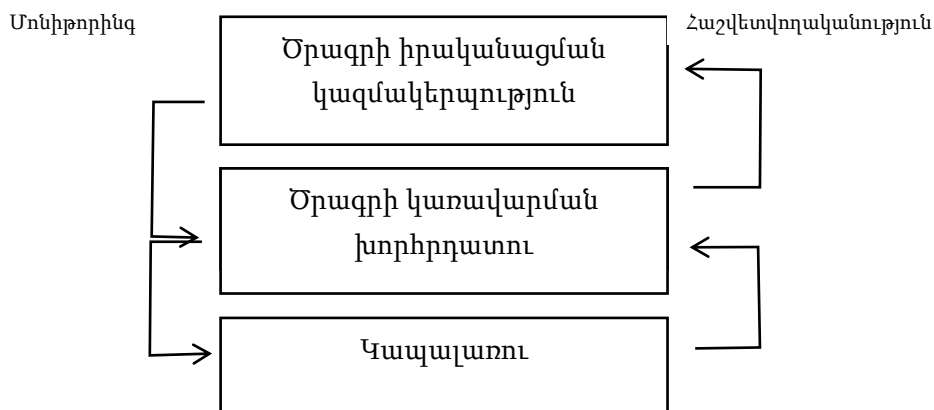 Մոնիթորինգ
Հաշվետվողականություն
Ծրագրի իրականացման
կազմակերպություն
Ծրագրի կառավարման
խորհրդատու
Կապալառու